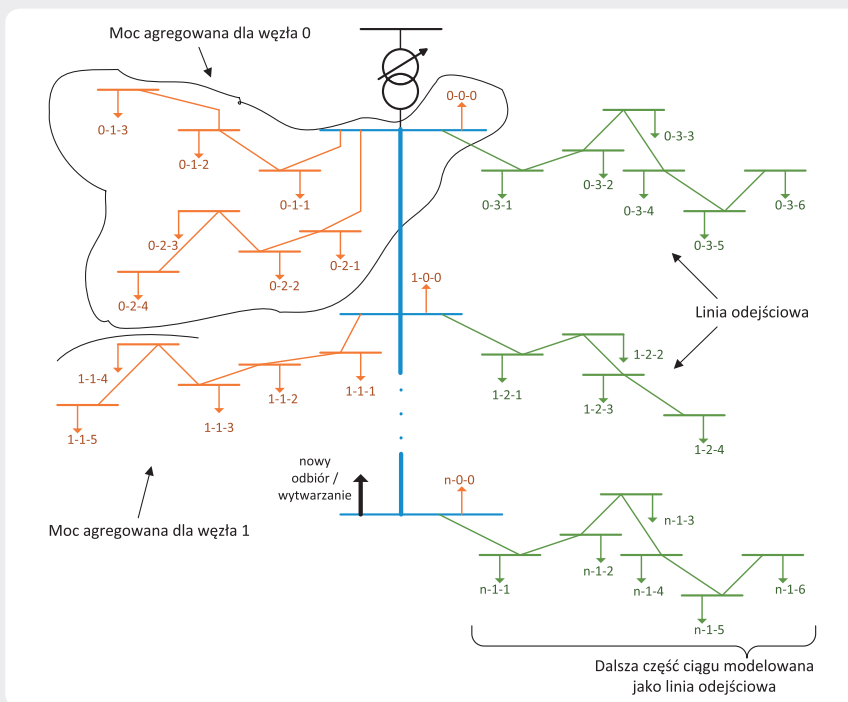 Moc agregowana dla węzła 0
0-0-0
0-1-3
0-1-2
0-1-1
0-2-3
0-2-1
0-2-2
0-2-4
0-3-3
0-3-2
0-3-1
0-3-4
0-3-6
0-3-5
1-0-0
Linia odejściowa
1-1-4
1-1-1
1-1-2
1-1-3
1-1-5
1-2-2
1-2-1
1-2-3
1-2-4
nowy
odbiór /
wytwarzanie
n-0-0
Moc agregowana dla węzła 1
n-1-3
n-1-2
n-1-1
n-1-4
n-1-6
n-1-5
Dalsza część ciągu modelowana
jako linia odejściowa